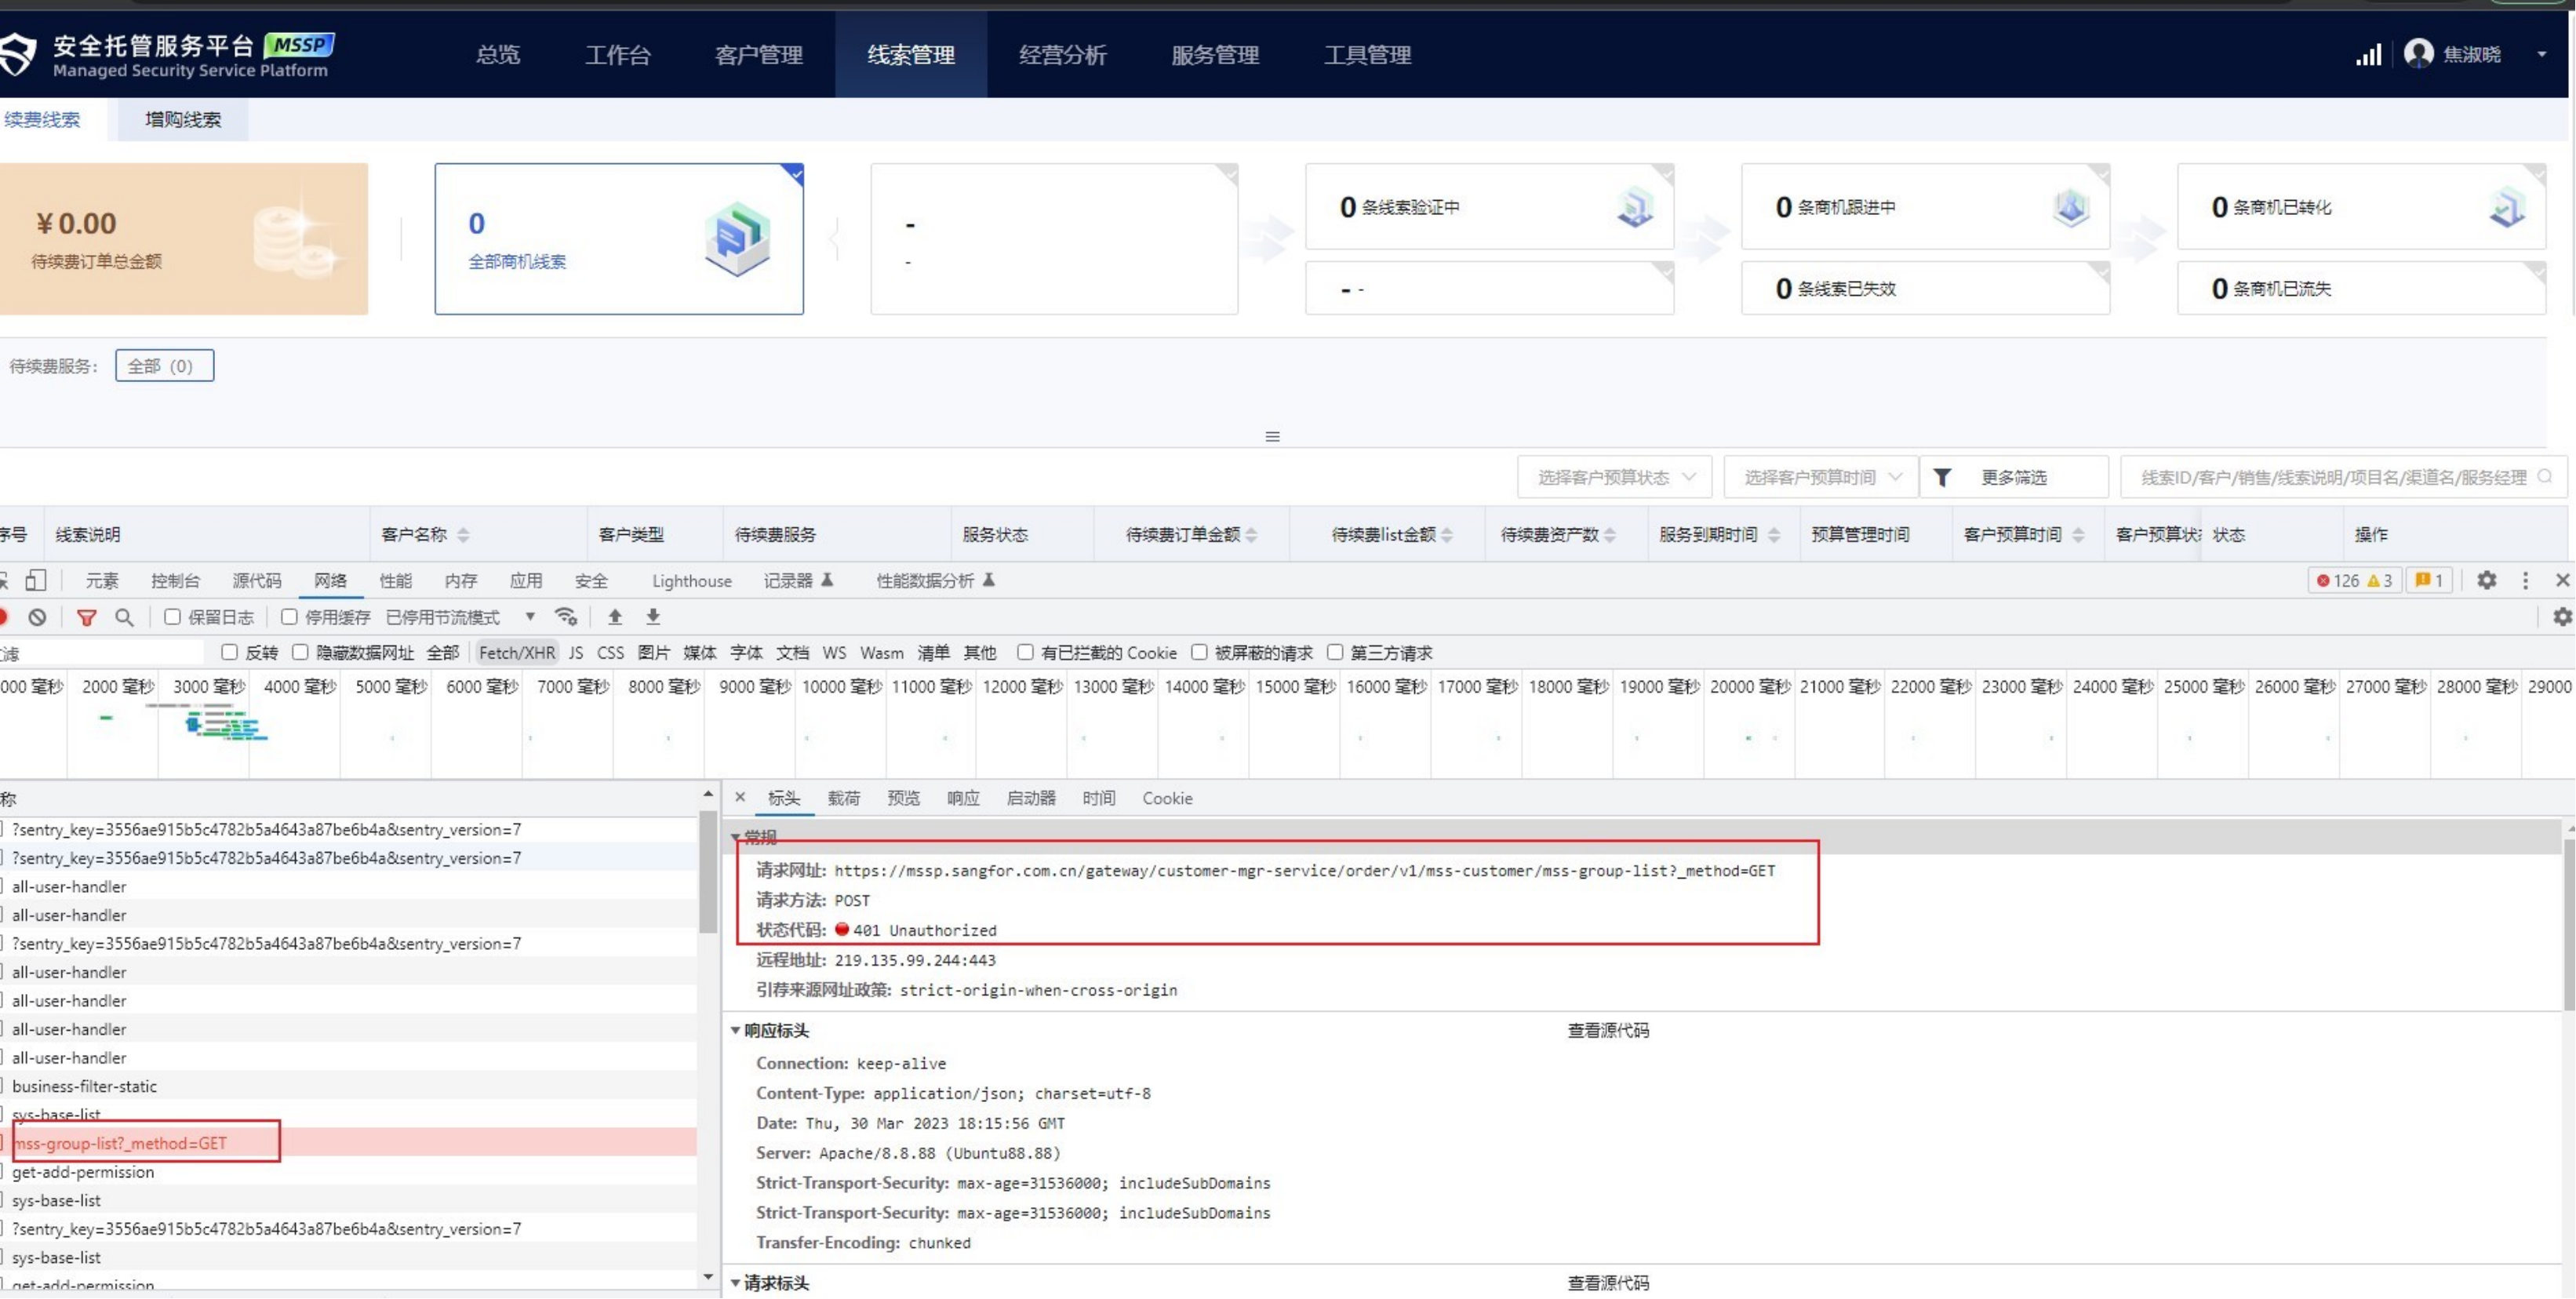 安全托管服务平台 MSSP
Managed Security Service Platform
总览 工作台 客户管理 线索管理 经营分析 服务管理 工具管理
焦淑晓
续费线索 增购线索
¥0.00
待续费订单总金额
0
全部商机线索
-
-
0 条线索验证中
- -
0 条商机跟进中
0 条线索已失效
0 条商机已转化
0 条商机已流失
待续费服务: 全部 (0)
选择客户预算状态 选择客户预算时间 更多筛选 线索ID/客户/销售/线索说明/项目名/渠道名/服务经理
序号 线索说明 客户名称 客户类型 待续费服务 服务状态 待续费订单金额 待续费list金额 待续费资产数 服务到期时间 预算管理时间 客户预算时间 客户预算状 状态 操作
元素 控制台 源代码 网络 性能 内存 应用 安全 Lighthouse 记录器 性能数据分析 126 3 1
保留日志 停用缓存 已停用节流模式
滤 反转 隐藏数据网址 全部 Fetch/XHR JS CSS 图片 媒体 字体 文档 WS Wasm 清单 其他 有已拦截的 Cookie 被屏蔽的请求 第三方请求
000 毫秒 2000 毫秒 3000 毫秒 4000 毫秒 5000 毫秒 6000 毫秒 7000 毫秒 8000 毫秒 9000 毫秒 10000 毫秒 11000 毫秒 12000 毫秒 13000 毫秒 14000 毫秒 15000 毫秒 16000 毫秒 17000 毫秒 18000 毫秒 19000 毫秒 20000 毫秒 21000 毫秒 22000 毫秒 23000 毫秒 24000 毫秒 25000 毫秒 26000 毫秒 27000 毫秒 28000 毫秒 29000
称
?sentry_key=3556ae915b5c4782b5a4643a87be6b4a&sentry_version=7
?sentry_key=3556ae915b5c4782b5a4643a87be6b4a&sentry_version=7
all-user-handler
all-user-handler
?sentry_key=3556ae915b5c4782b5a4643a87be6b4a&sentry_version=7
all-user-handler
all-user-handler
all-user-handler
all-user-handler
business-filter-static
sys-base-list
mss-group-list?_method=GET
get-add-permission
sys-base-list
?sentry_key=3556ae915b5c4782b5a4643a87be6b4a&sentry_version=7
sys-base-list
get-add-permission
× 标头 载荷 预览 响应 启动器 时间 Cookie
常规
请求网址: https://mssp.sangfor.com.cn/gateway/customer-mgr-service/order/v1/mss-customer/mss-group-list?_method=GET
请求方法: POST
状态代码: 401 Unauthorized
远程地址: 219.135.99.244:443
引荐来源网址政策: strict-origin-when-cross-origin
响应标头 查看源代码
Connection: keep-alive
Content-Type: application/json; charset=utf-8
Date: Thu, 30 Mar 2023 18:15:56 GMT
Server: Apache/8.8.88 (Ubuntu88.88)
Strict-Transport-Security: max-age=31536000; includeSubDomains
Strict-Transport-Security: max-age=31536000; includeSubDomains
Transfer-Encoding: chunked
请求标头 查看源代码